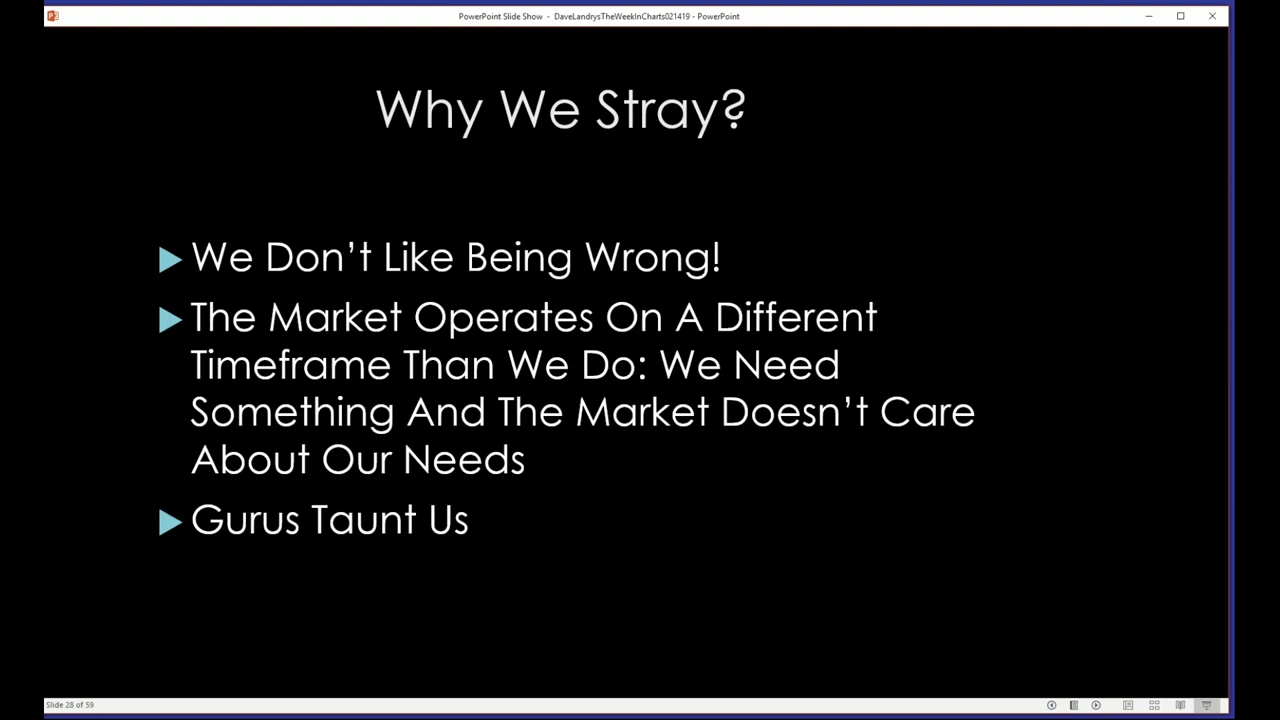 PowerPoint Slide Show - DaveLandrysTheWeekInCharts021419 - PowerPoint
Why We Stray?
We Don’t Like Being Wrong!
The Market Operates On A Different
Timeframe Than We Do: We Need
Something And The Market Doesn’t Care
About Our Needs
Gurus Taunt Us
Slide 28 of 59